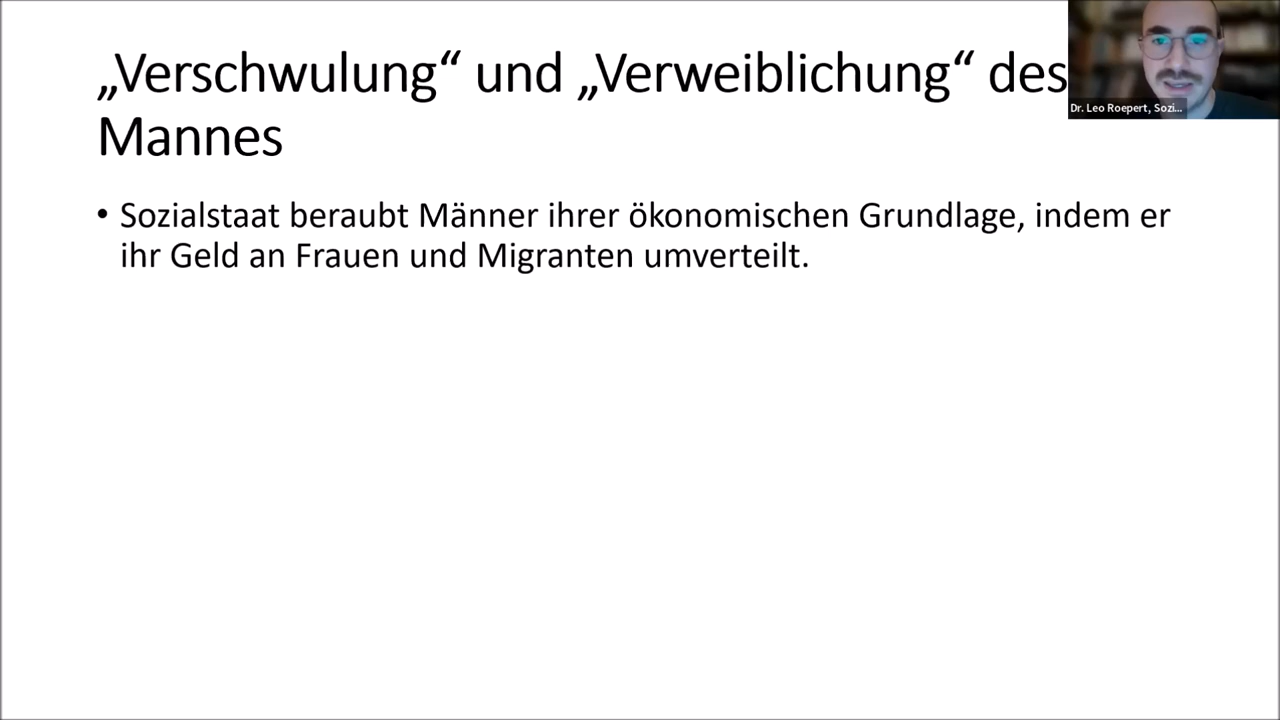 „Verschwulung“ und „Verweiblichung“ des
Mannes
• Sozialstaat beraubt Männer ihrer ökonomischen Grundlage, indem er
ihr Geld an Frauen und Migranten umverteilt.
Dr. Leo Roepert, Sozi...